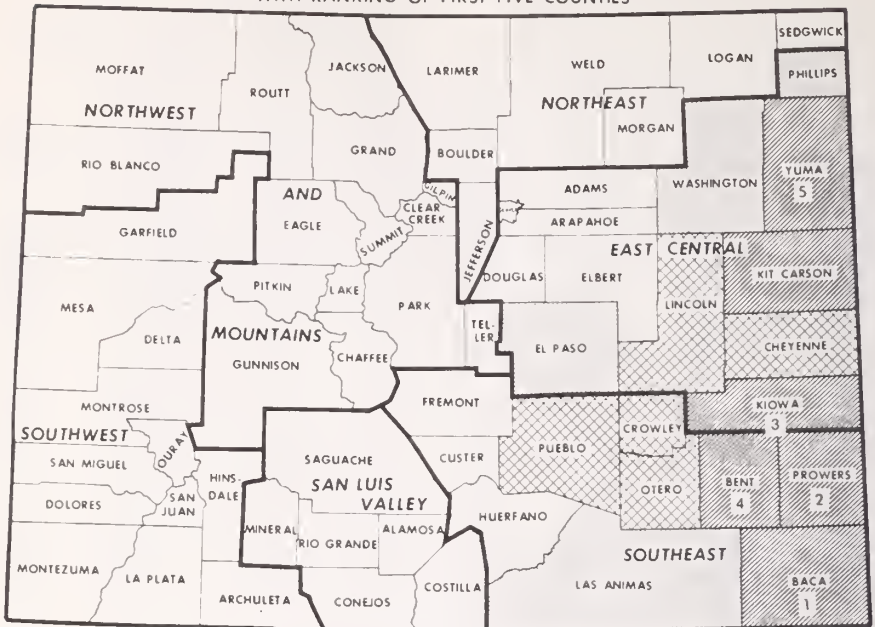 WITH RANKING OF FIRST FIVE COUNTIES
SEDGWICK
MOFFAT
ROUTT
JACKSON
LARIMER
WELD
LOGAN
PHILLIPS
NORTHWEST
NORTHEAST
MORGAN
RIO BLANCO
GRAND
BOULDER
YUMA
5
WASHINGTON
ADAMS
GILPIN
AND
EAGLE
CLEAR
CREEK
JEFFERSON
ARAPAHOE
GARFIELD
SUMMIT
EAST CENTRAL
DOUGLAS
ELBERT
KIT CARSON
PITKIN
LAKE
PARK
LINCOLN
MESA
DELTA
MOUNTAINS
GUNNISON
CHAFFEE
TEL-
LER
EL PASO
CHEYENNE
MONTROSE
FREMONT
KIOWA
3
SOUTHWEST
OURAY
CROWLEY
PUEBLO
SAN MIGUEL
SAGUACHE
CUSTER
HINS-
DALE
SAN LUIS
VALLEY
OTERO
BENT
4
PROWERS
2
DOLORES
SAN
JUAN
MINERAL
RIO GRANDE
ALAMOSA
HUERFANO
SOUTHEAST
MONTEZUMA
LA PLATA
ARCHULETA
CONEJOS
COSTILLA
LAS ANIMAS
BACA
1